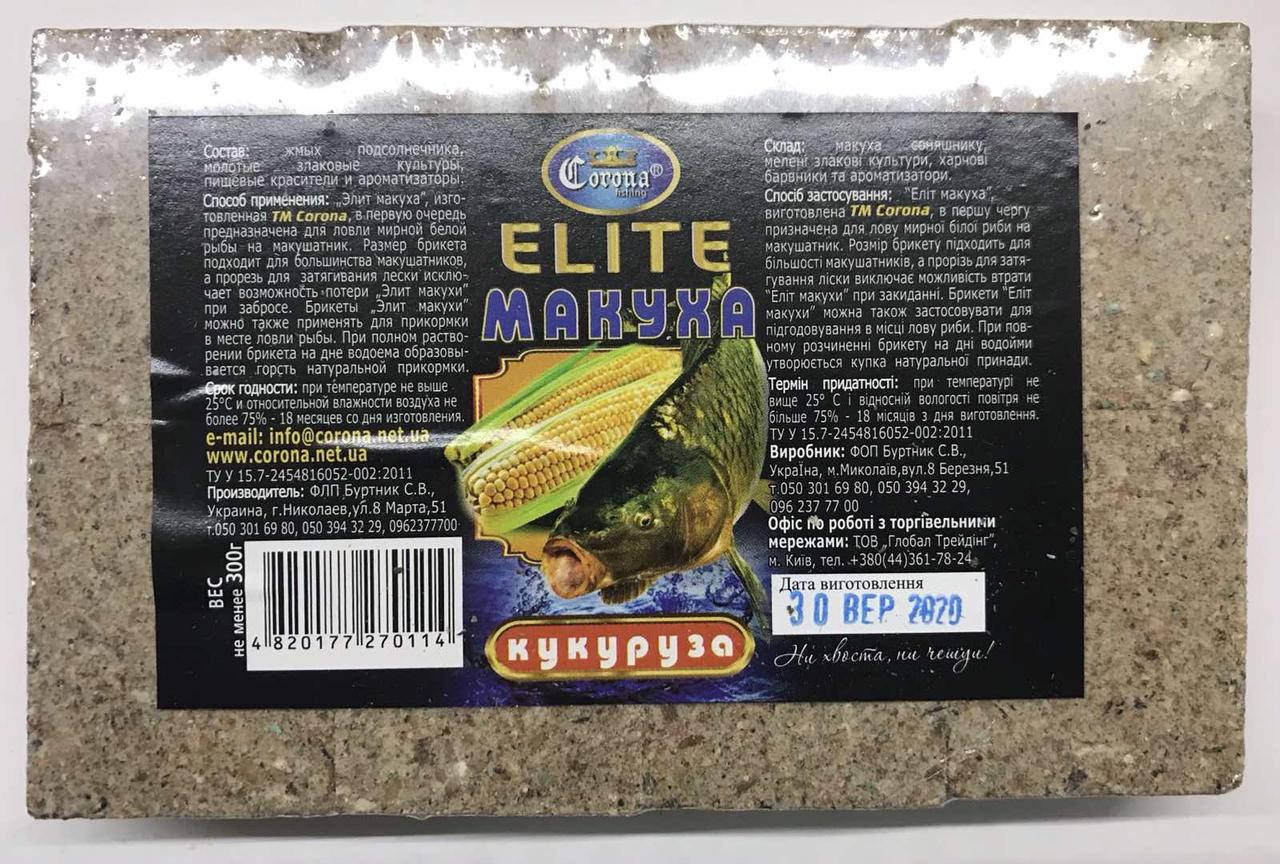 Состав: жмых подсолнечника,
молотые злаковые культуры,
пищевые красители и ароматизаторы.
Способ применения: „Элит макуха”, изго-
товленная ТМ Corona, в первую очередь
предназначена для ловли мирной белой
рыбы на макушатник. Размер брикета
подходит для большинства макушатников,
а прорезь для затягивания лески исклю-
чает возможность потери „Элит макухи”
при забросе. Брикеты „Элит макухи”
можно также применять для прикормки
в месте ловли рыбы. При полном раство-
рении брикета на дне водоема образовы-
вается горсть натуральной прикормки.
Срок годности: при температуре не выше
25°С и относительной влажности воздуха не
более 75% - 18 месяцев со дня изготовления.
e-mail: info@corona.net.ua
www.corona.net.ua
ТУ У 15.7-2454816052-002:2011
Производитель: ФЛП Буртник С.В.,
Украина, г.Николаев,ул.8 Марта,51
т.050 301 69 80, 050 394 32 29, 0962377700
ВЕС
не менее 300г
4 820177 270114
Corona®
fishing
ELITE
МАКУХА
кукуруза
Склад: макуха соняшнику,
мелені злакові культури, харчові
барвники та ароматизатори.
Спосіб застосування: “Еліт макуха”,
виготовлена ТМ Corona, в першу чергу
призначена для лову мирної білої риби на
макушатник. Розмір брикету підходить для
більшості макушатників, а прорізь для затя-
гування ліски виключає можливість втрати
“Еліт макухи” при закиданні. Брикети “Еліт
макухи” можна також застосовувати для
підгодовування в місці лову риби. При пов-
ному розчиненні брикету на дні водойми
утворюється купка натуральної принади.
Термін придатності: при температурі не
вище 25° С і відносній вологості повітря не
більше 75% - 18 місяців з дня виготовлення.
ТУ У 15.7-2454816052-002:2011
Виробник: ФОП Буртник С.В.,
Україна, м.Миколаїв,вул.8 Березня,51
т.050 301 69 80, 050 394 32 29,
096 237 77 00
Офіс по роботі з торгівельними
мережами: ТОВ „Глобал Трейдінг”,
м. Київ, тел. +380(44)361-78-24
Дата виготовлення
30 ВЕР 2020
Ни хвоста, ни чешуи!